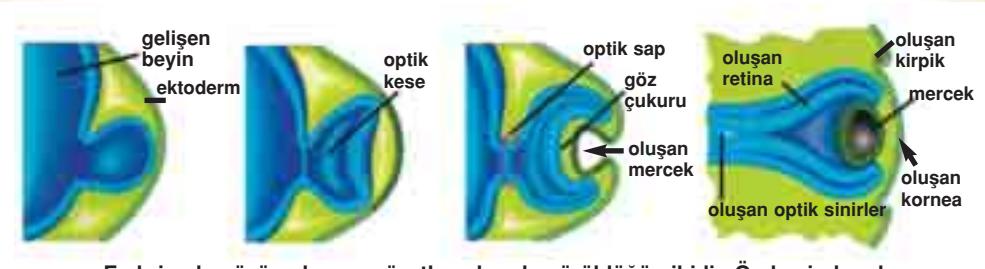 gelişen
beyin
ektoderm
optik
kese
optik sap
göz
çukuru
oluşan
mercek
oluşan
retina
oluşan
kirpik
mercek
oluşan
kornea
oluşan optik sinirler